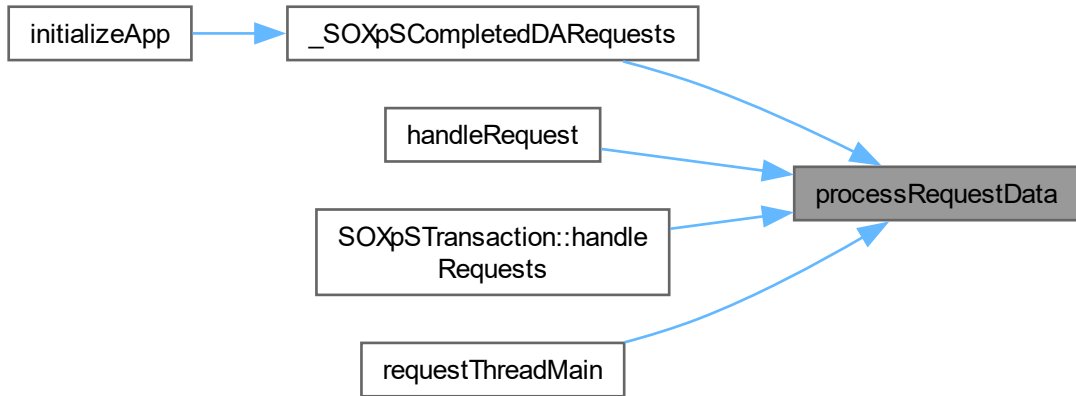 initializeApp
_SOXpSCompletedDARequests
handleRequest
processRequestData
SOXpSTransaction::handle
Requests
requestThreadMain